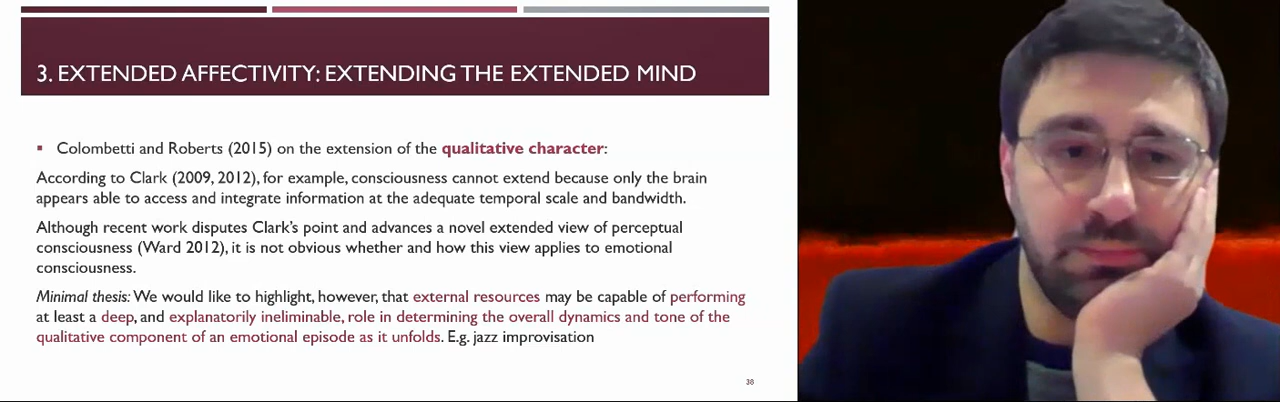 3. EXTENDED AFFECTIVITY: EXTENDING THE EXTENDED MIND
▪ Colombetti and Roberts (2015) on the extension of the qualitative character:
According to Clark (2009, 2012), for example, consciousness cannot extend because only the brain
appears able to access and integrate information at the adequate temporal scale and bandwidth.
Although recent work disputes Clark's point and advances a novel extended view of perceptual
consciousness (Ward 2012), it is not obvious whether and how this view applies to emotional
consciousness.
Minimal thesis: We would like to highlight, however, that external resources may be capable of performing
at least a deep, and explanatorily ineliminable, role in determining the overall dynamics and tone of the
qualitative component of an emotional episode as it unfolds. E.g. jazz improvisation
38